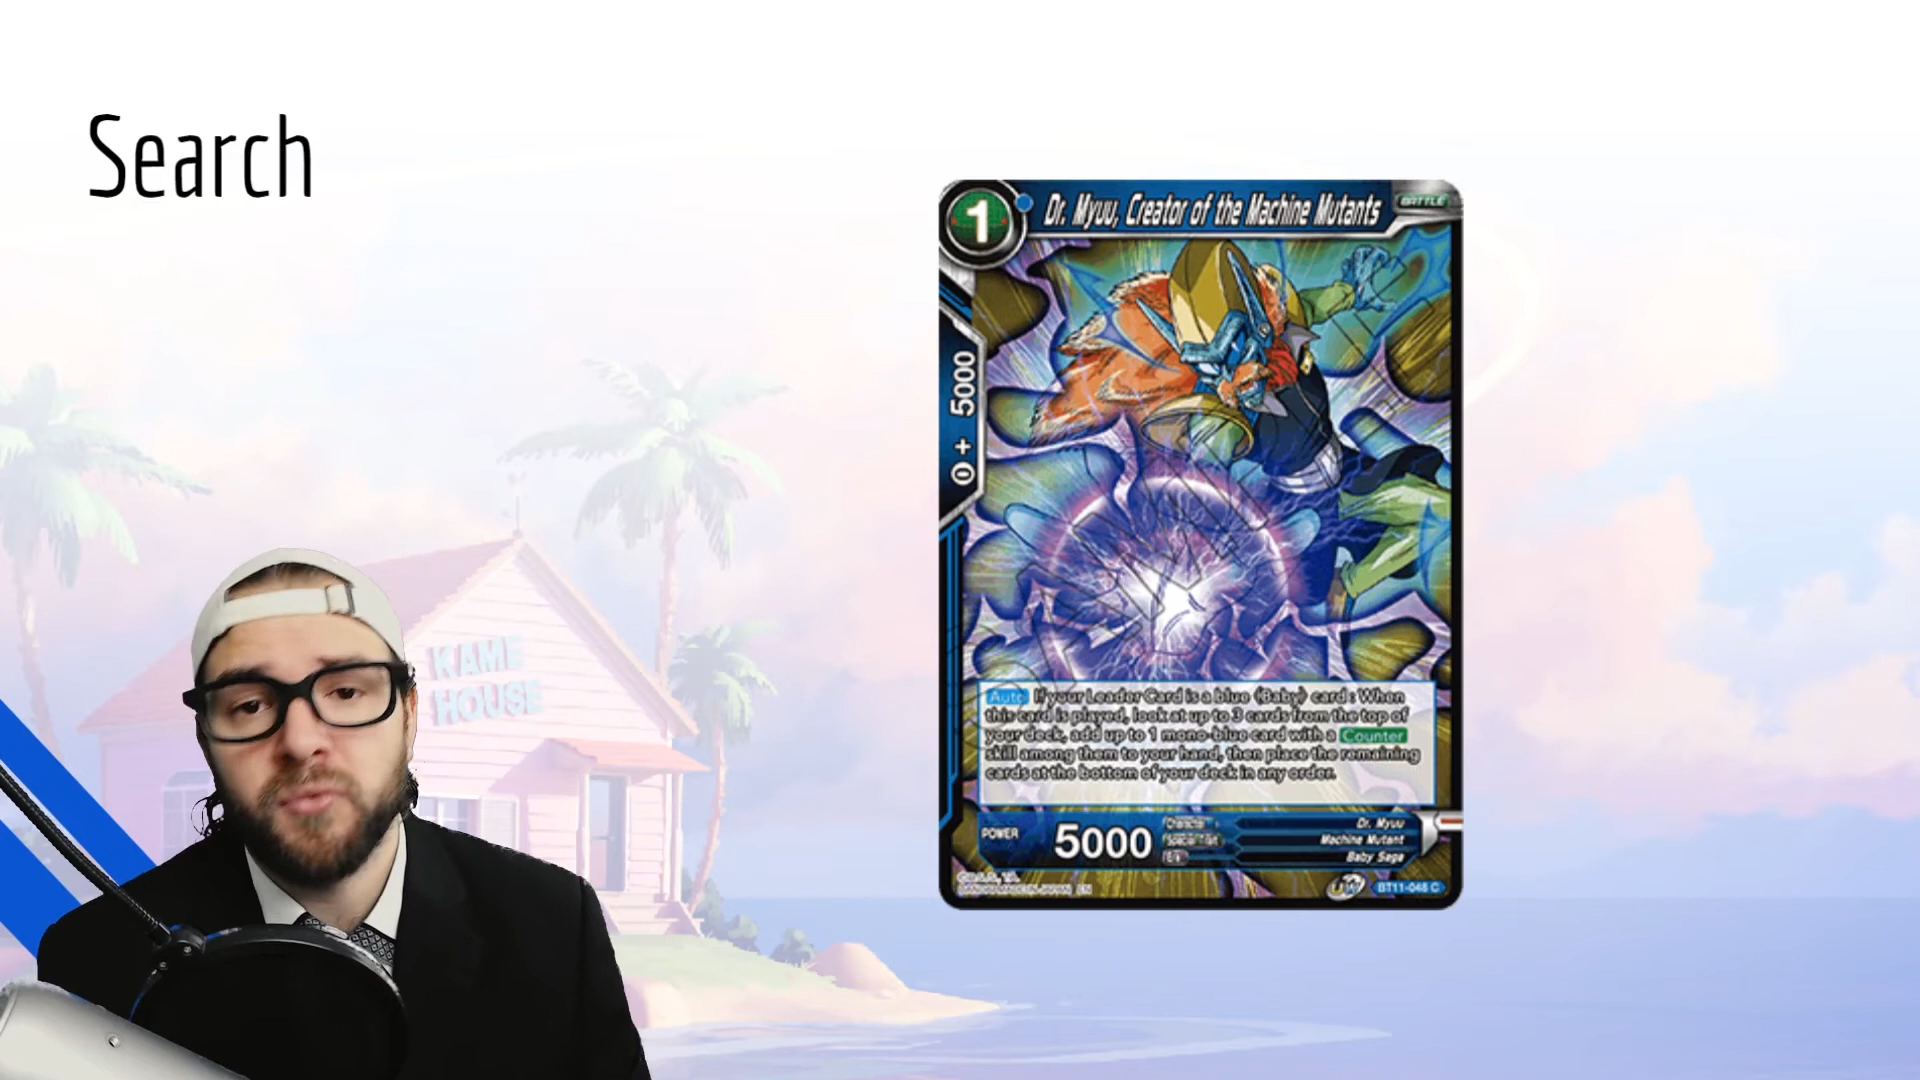 Search
1
Dr. Myuu, Creator of the Machine Mutants
BATTLE
0 + 5000
KAME
HOUSE
Auto If your Leader Card is a blue 《Baby》 card : When
this card is played, look at up to 3 cards from the top of
your deck, add up to 1 mono-blue card with a Counter
skill among them to your hand, then place the remaining
cards at the bottom of your deck in any order.
POWER 5000
Character Dr. Myuu
Special Trait Machine Mutant
Era Baby Saga
BT11-048 C